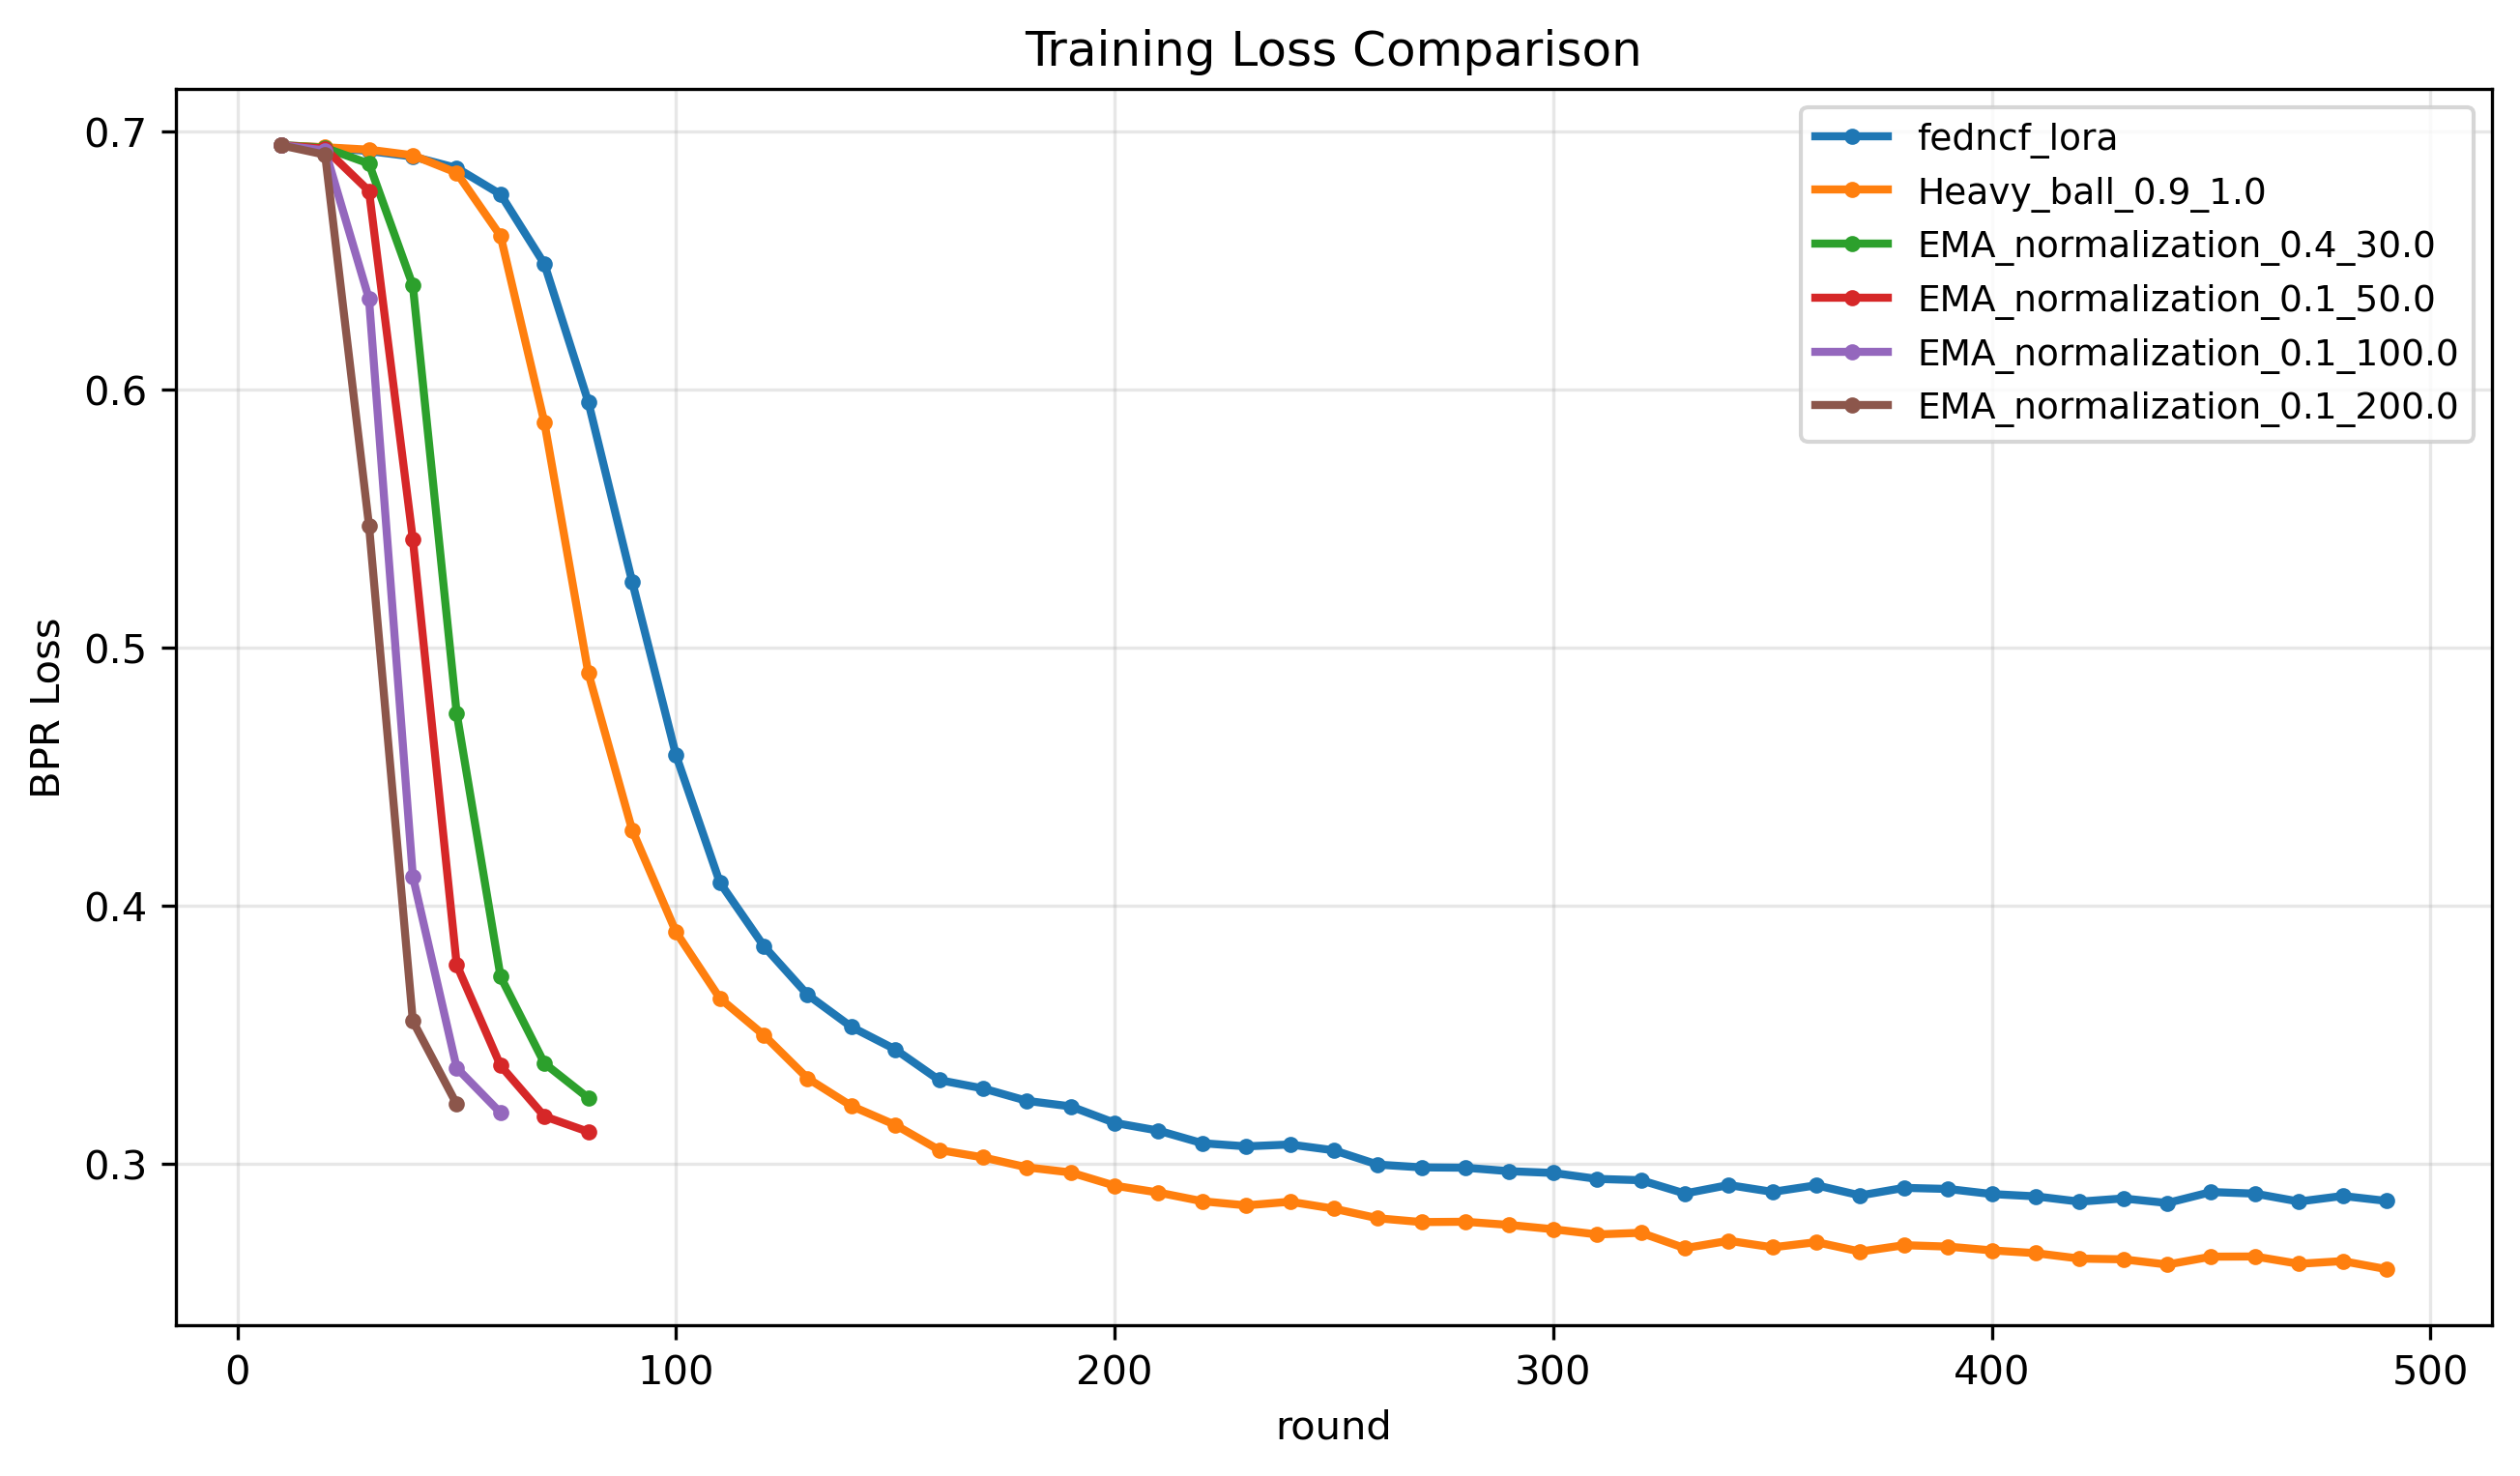 Training Loss Comparison
0.7
0.6
0.5
0.4
0.3
BPR Loss
fedncf_lora
Heavy_ball_0.9_1.0
EMA_normalization_0.4_30.0
EMA_normalization_0.1_50.0
EMA_normalization_0.1_100.0
EMA_normalization_0.1_200.0
0 100 200 300 400 500
round